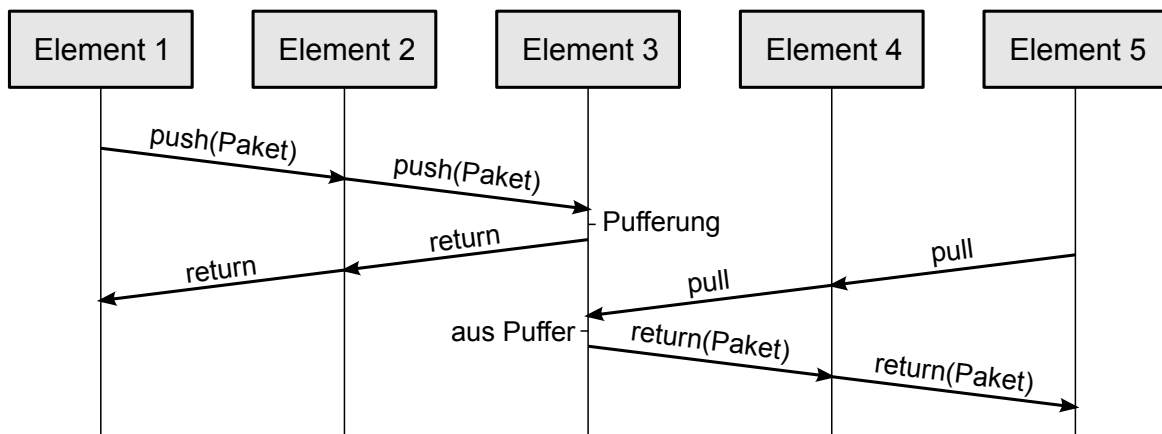 Element 1
Element 2
Element 3
Element 4
Element 5
push(Paket)
push(Paket)
Pufferung
return
return
pull
pull
aus Puffer
return(Paket)
return(Paket)